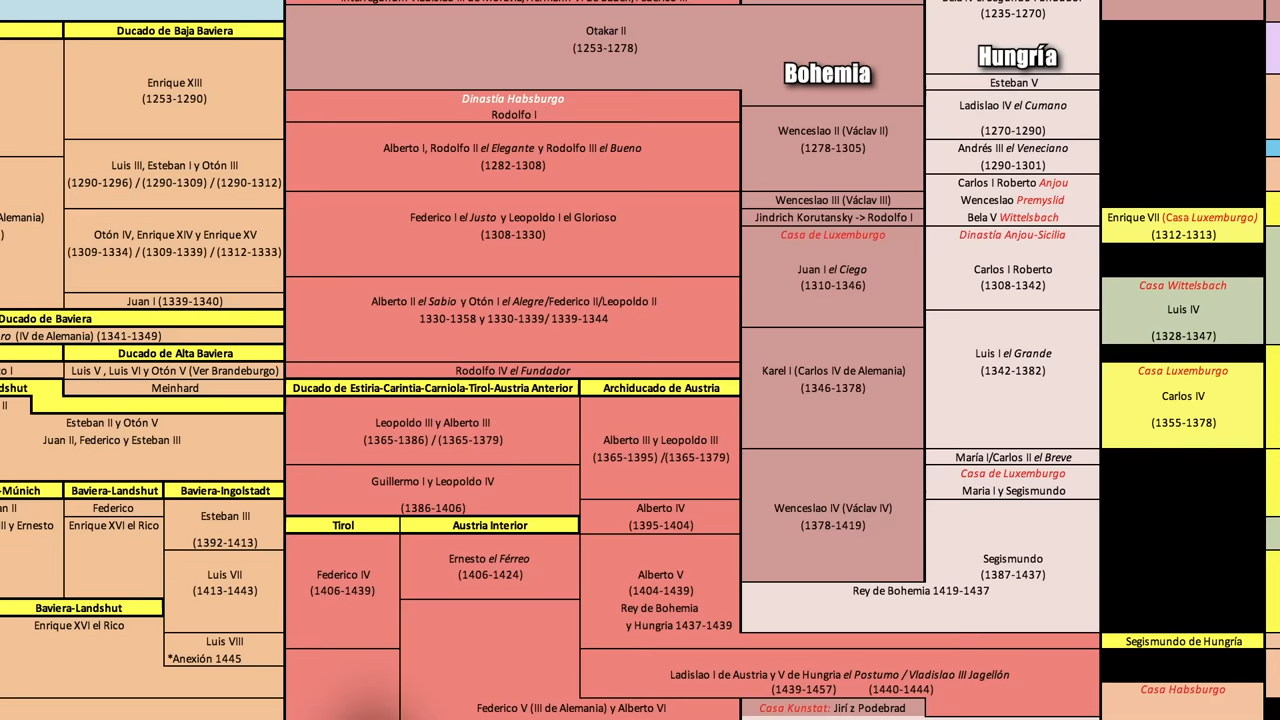 (1235-1270)
Ducado de Baja Baviera
Otakar II
(1253-1278)
Bohemia
Hungría
Enrique XIII
(1253-1290)
Esteban V
Dinastía Habsburgo
Rodolfo I
Ladislao IV el Cumano
(1270-1290)
Wenceslao II (Václav II)
(1278-1305)
Alberto I, Rodolfo II el Elegante y Rodolfo III el Bueno
(1282-1308)
Andrés III el Veneciano
(1290-1301)
Luis III, Esteban I y Otón III
(1290-1296) / (1290-1309) / (1290-1312)
Carlos I Roberto Anjou
Wenceslao Premyslid
Bela V Wittelsbach
Wenceslao III (Václav III)
Jindrich Korutansky -> Rodolfo I
Federico I el Justo y Leopoldo I el Glorioso
(1308-1330)
Alemania)
)
Enrique VII (Casa Luxemburgo)
(1312-1313)
Otón IV, Enrique XIV y Enrique XV
(1309-1334) / (1309-1339) / (1312-1333)
Casa de Luxemburgo
Juan I el Ciego
(1310-1346)
Dinastía Anjou-Sicilia
Carlos I Roberto
(1308-1342)
Juan I (1339-1340)
Alberto II el Sabio y Otón I el Alegre/Federico II/Leopoldo II
1330-1358 y 1330-1339/ 1339-1344
Casa Wittelsbach
Luis IV
(1328-1347)
Ducado de Baviera
ro (IV de Alemania) (1341-1349)
Ducado de Alta Baviera
Luis I el Grande
(1342-1382)
o I
Luis V , Luis VI y Otón V (Ver Brandeburgo)
Rodolfo IV el Fundador
Karel I (Carlos IV de Alemania)
(1346-1378)
Casa Luxemburgo
Carlos IV
(1355-1378)
dshut
Meinhard
Ducado de Estiria-Carintia-Carniola-Tirol-Austria Anterior
Archiducado de Austria
II
Esteban II y Otón V
Juan II, Federico y Esteban III
Leopoldo III y Alberto III
(1365-1386) / (1365-1379)
Alberto III y Leopoldo III
(1365-1395) /(1365-1379)
María I/Carlos II el Breve
Casa de Luxemburgo
Maria I y Segismundo
Guillermo I y Leopoldo IV
(1386-1406)
-Múnich
Baviera-Landshut
Baviera-Ingolstadt
an II
II y Ernesto
Federico
Enrique XVI el Rico
Esteban III
(1392-1413)
Alberto IV
(1395-1404)
Wenceslao IV (Václav IV)
(1378-1419)
Tirol
Austria Interior
Ernesto el Férreo
(1406-1424)
Segismundo
(1387-1437)
Rey de Bohemia 1419-1437
Luis VII
(1413-1443)
Federico IV
(1406-1439)
Alberto V
(1404-1439)
Rey de Bohemia
y Hungria 1437-1439
Baviera-Landshut
Enrique XVI el Rico
Luis VIII
*Anexión 1445
Segismundo de Hungría
Ladislao I de Austria y V de Hungria el Postumo / Vladislao III Jagellón
(1439-1457) (1440-1444)
Casa Habsburgo
Federico V (III de Alemania) y Alberto VI
Casa Kunstat: Jirí z Podebrad